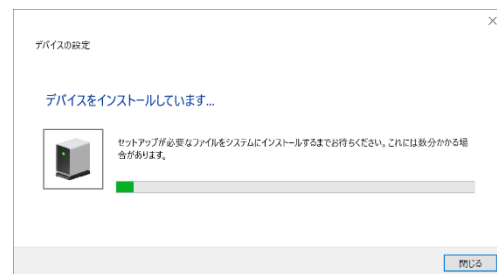 デバイスの設定
デバイスをインストールしています...
セットアップが必要なファイルをシステムにインストールするまでお待ちください。これには数分かかる場
合があります。
閉じる